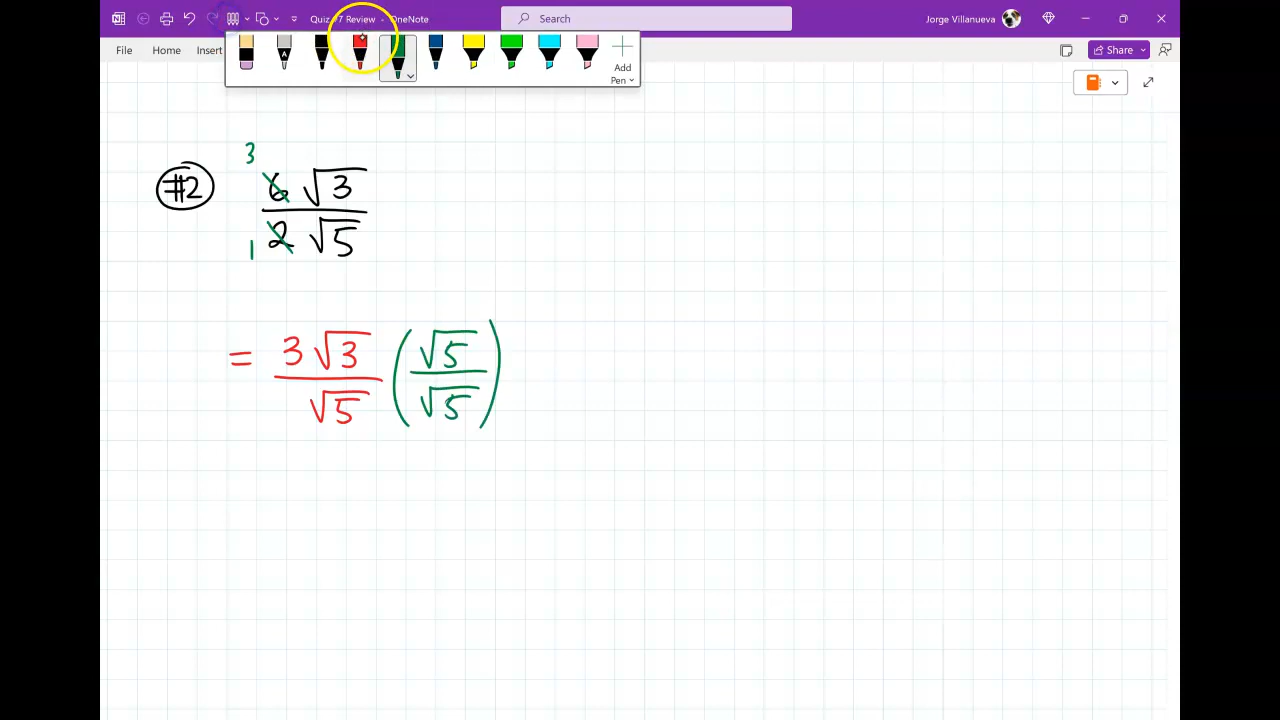 Quiz #7 Review - OneNote
Search
Jorge Villanueva
File Home Insert
Share
A
Add
Pen
3
#2 6 √3
2 √5
1
= 3 √3 ( √5
√5 √5 )